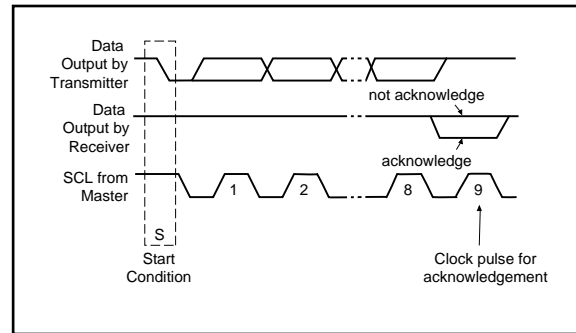 Data
Output by
Transmitter
not acknowledge
Data
Output by
Receiver
acknowledge
SCL from
Master
1
2
8
9
S
Start
Condition
Clock pulse for
acknowledgement